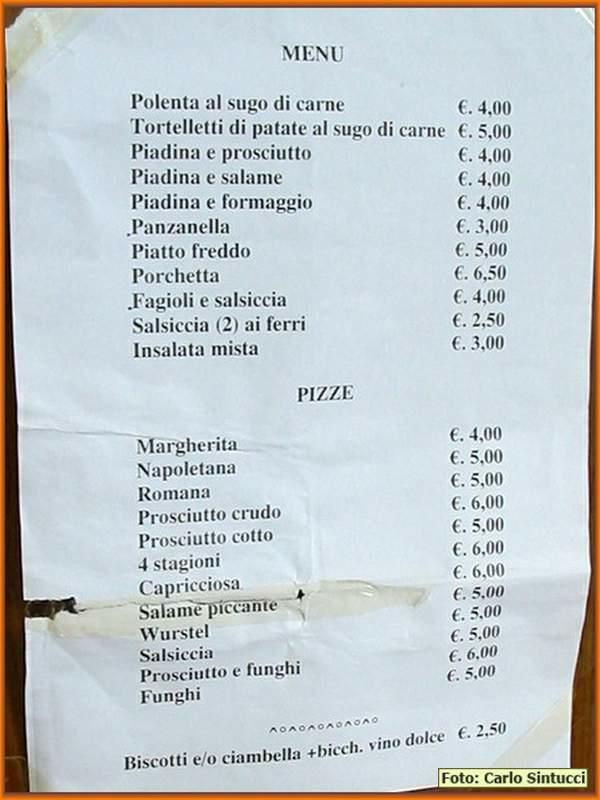 MENU
Polenta al sugo di carne €. 4,00
Tortelletti di patate al sugo di carne €. 5,00
Piadina e prosciutto €. 4,00
Piadina e salame €. 4,00
Piadina e formaggio €. 4,00
Panzanella €. 3,00
Piatto freddo €. 5,00
Porchetta €. 6,50
Fagioli e salsiccia €. 4,00
Salsiccia (2) ai ferri €. 2,50
Insalata mista €. 3,00
PIZZE
Margherita €. 4,00
Napoletana €. 5,00
Romana €. 5,00
Prosciutto crudo €. 6,00
Prosciutto cotto €. 5,00
4 stagioni €. 6,00
Capricciosa €. 6,00
Salame piccante €. 5,00
Wurstel €. 5,00
Salsiccia €. 5,00
Prosciutto e funghi €. 6,00
Funghi €. 5,00
^o^o^o^o^o^o
Biscotti e/o ciambella +bicch. vino dolce €. 2,50
Foto: Carlo Sintucci